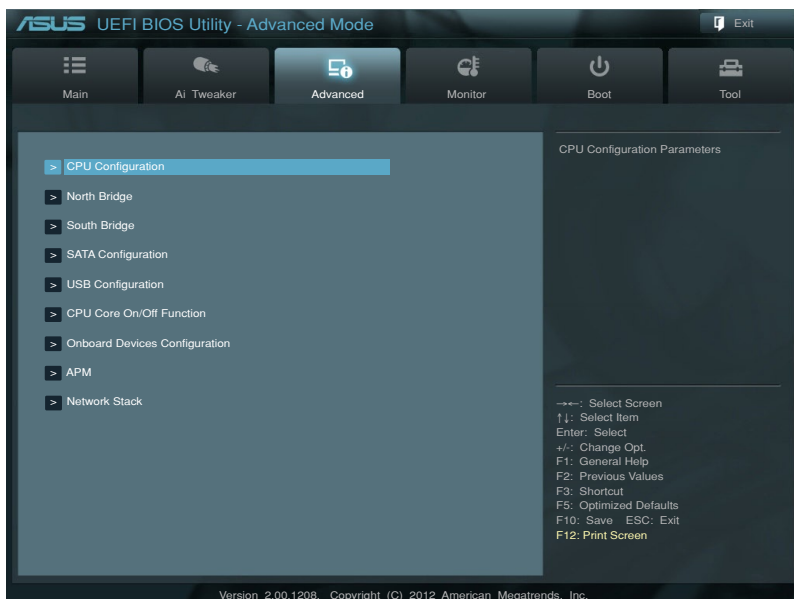 ASUS UEFI BIOS Utility - Advanced Mode
Exit
Main
Ai Tweaker
Advanced
Monitor
Boot
Tool
> CPU Configuration
> North Bridge
> South Bridge
> SATA Configuration
> USB Configuration
> CPU Core On/Off Function
> Onboard Devices Configuration
> APM
> Network Stack
CPU Configuration Parameters
→←: Select Screen
↑↓: Select Item
Enter: Select
+/-: Change Opt.
F1: General Help
F2: Previous Values
F3: Shortcut
F5: Optimized Defaults
F10: Save ESC: Exit
F12: Print Screen
Version 2.00.1208. Copyright (C) 2012 American Megatrends, Inc.